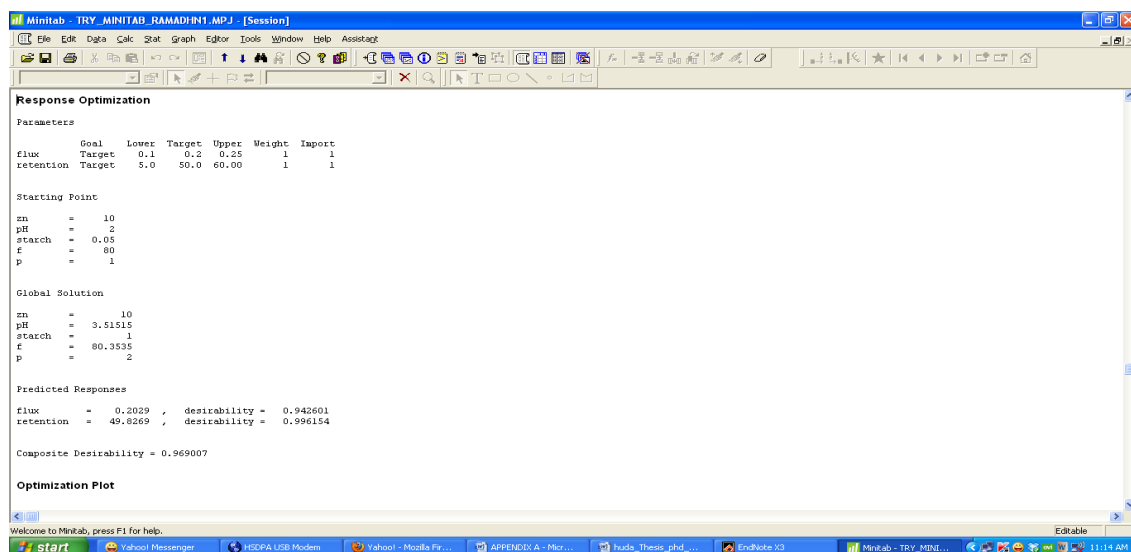 Minitab - TRY_MINITAB_RAMADHN1.MPJ - [Session]
File Edit Data Calc Stat Graph Editor Tools Window Help Assistant
Response Optimization
Parameters
Goal Lower Target Upper Weight Import
flux Target 0.1 0.2 0.25 1 1
retention Target 5.0 50.0 60.00 1 1
Starting Point
zn = 10
pH = 2
starch = 0.05
f = 80
p = 1
Global Solution
zn = 10
pH = 3.51515
starch = 1
f = 80.3535
p = 2
Predicted Responses
flux = 0.2029 , desirability = 0.942601
retention = 49.8269 , desirability = 0.996154
Composite Desirability = 0.969007
Optimization Plot
Welcome to Minitab, press F1 for help. Editable
start Yahoo! Messenger HSDPA USB Modem Yahoo! - Mozilla Fir... APPENDIX A - Micr... huda_Thesis_phd_... EndNote X3 Minitab - TRY_MINI... 11:14 AM